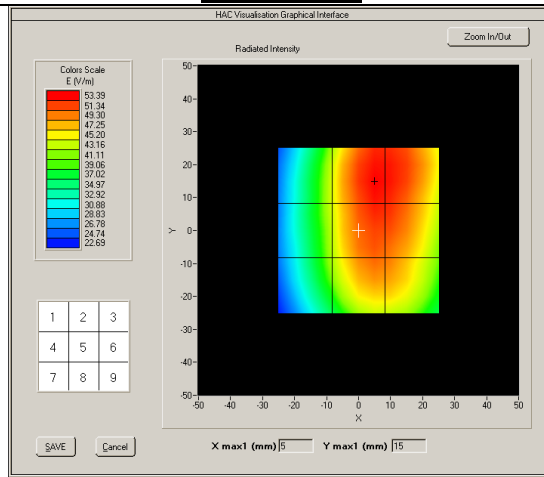 HAC Visualisation Graphical Interface
Zoom In/Out
Radiated Intensity
Colors Scale
E (V/m)
53.39
51.34
49.30
47.25
45.20
43.16
41.11
39.06
37.02
34.97
32.92
30.88
28.83
26.78
24.74
22.69
1 2 3
4 5 6
7 8 9
50
40
30
20
10
0
-10
-20
-30
-40
-50
Y
-50 -40 -30 -20 -10 0 10 20 30 40 50
X
SAVE
Cancel
X max1 (mm) 5 Y max1 (mm) 15